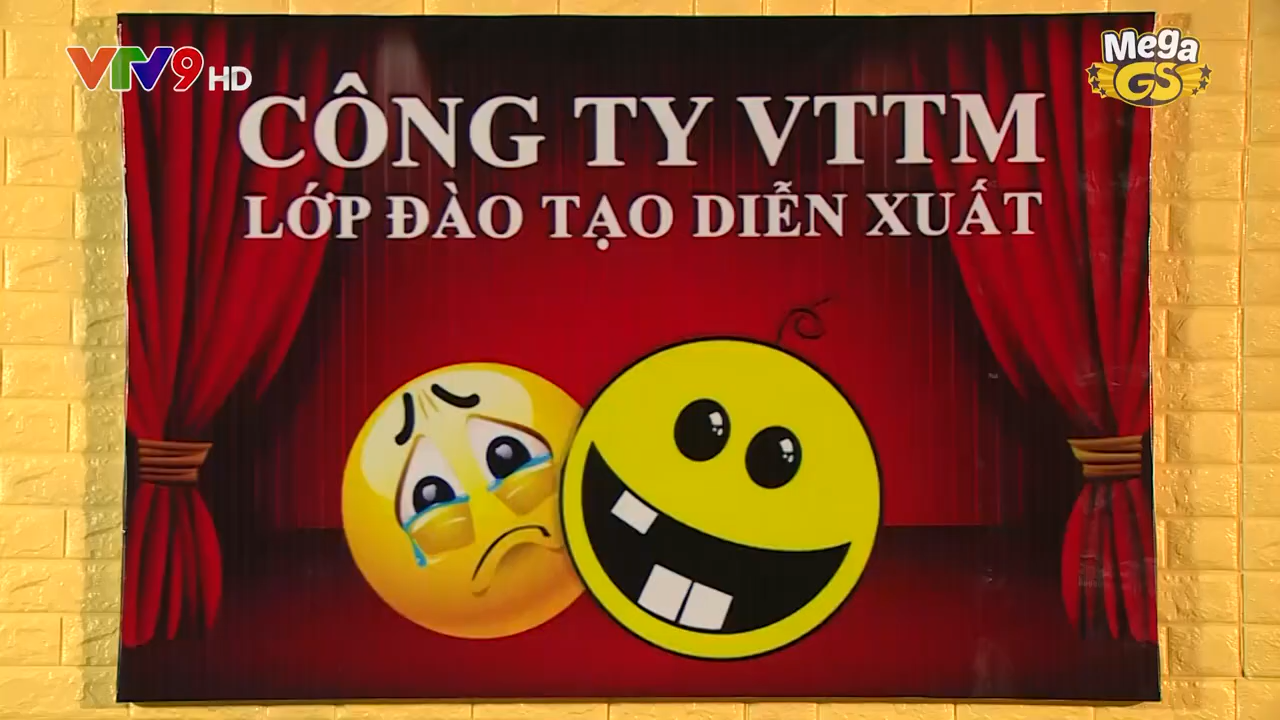 VTV9 HD
Mega GS
CÔNG TY VTTM
LỚP ĐÀO TẠO DIỄN XUẤT